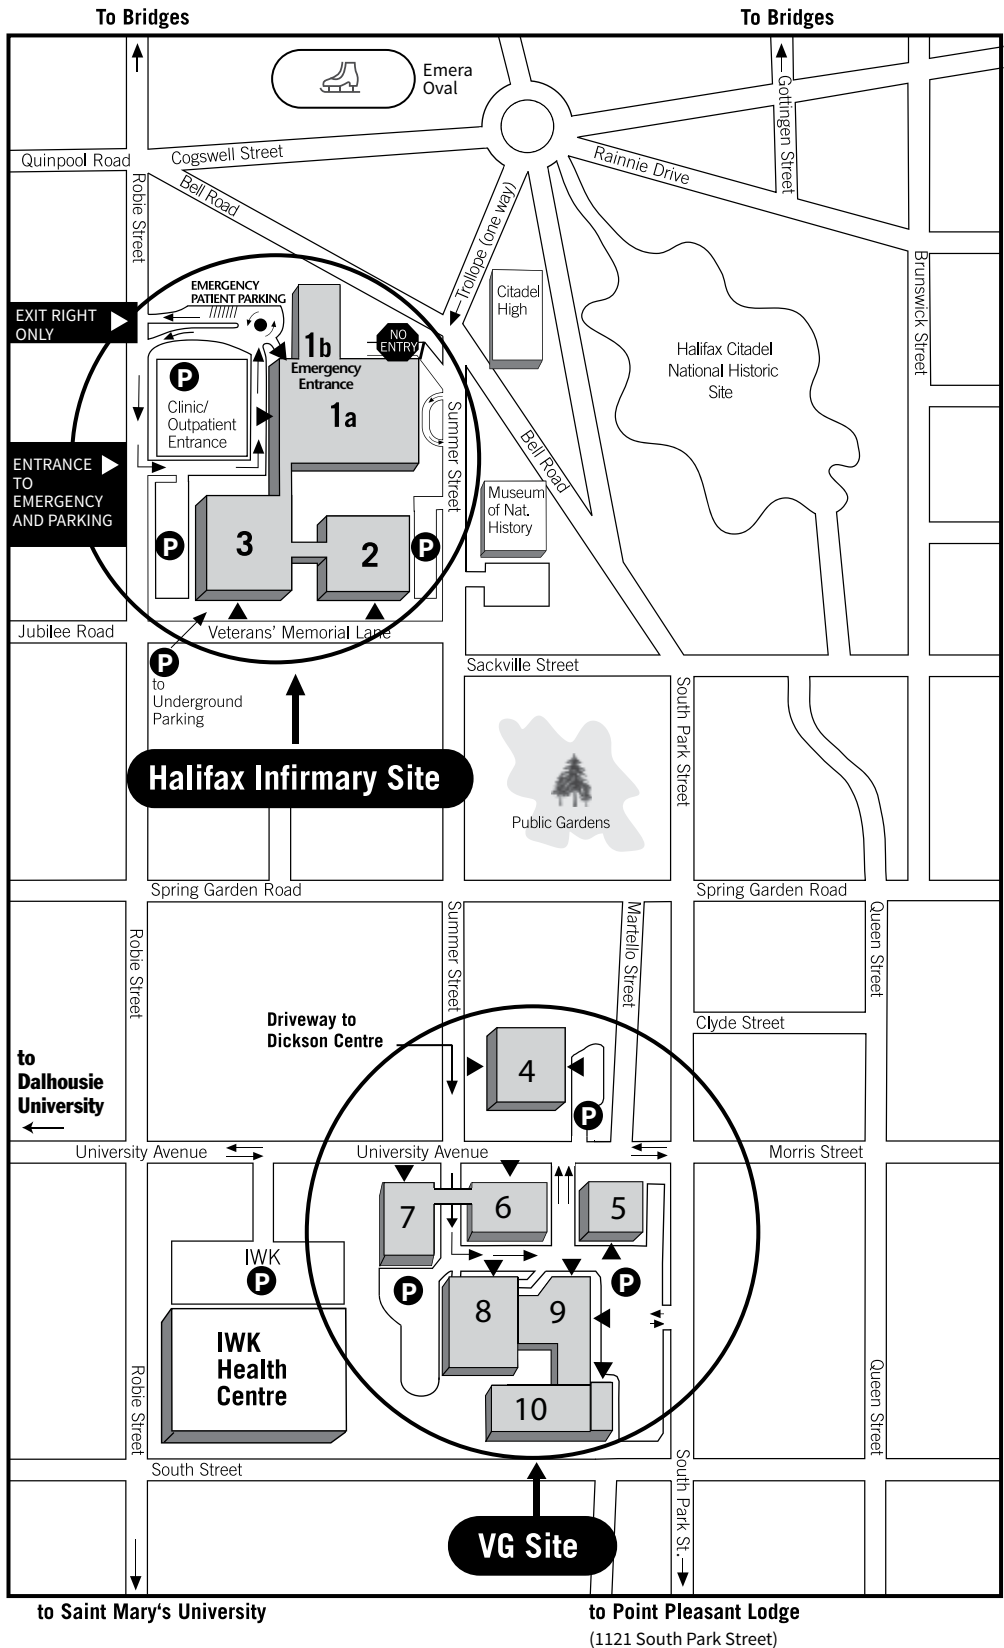 To Bridges
To Bridges
Emera
Oval
Gottingen Street
Quinpool Road
Cogswell Street
Rainnie Drive
Bell Road
Robie Street
Trollope (one way)
Brunswick Street
EMERGENCY
PATIENT PARKING
Citadel
High
EXIT RIGHT
ONLY
NO
ENTRY
1b
Emergency
Entrance
1a
Halifax Citadel
National Historic
Site
P
Clinic/
Outpatient
Entrance
Summer Street
Bell Road
ENTRANCE
TO
EMERGENCY
AND PARKING
Museum
of Nat.
History
P
3
2
P
Jubilee Road
Veterans' Memorial Lane
P
to
Underground
Parking
Sackville Street
South Park Street
Halifax Infirmary Site
Public Gardens
Spring Garden Road
Spring Garden Road
Robie Street
Summer Street
Martello Street
Queen Street
Driveway to
Dickson Centre
Clyde Street
to
Dalhousie
University
4
P
University Avenue
University Avenue
Morris Street
7
6
5
IWK
P
P
P
8
9
IWK
Health
Centre
10
Robie Street
Queen Street
South Street
South Park St.
VG Site
to Saint Mary's University
to Point Pleasant Lodge
(1121 South Park Street)